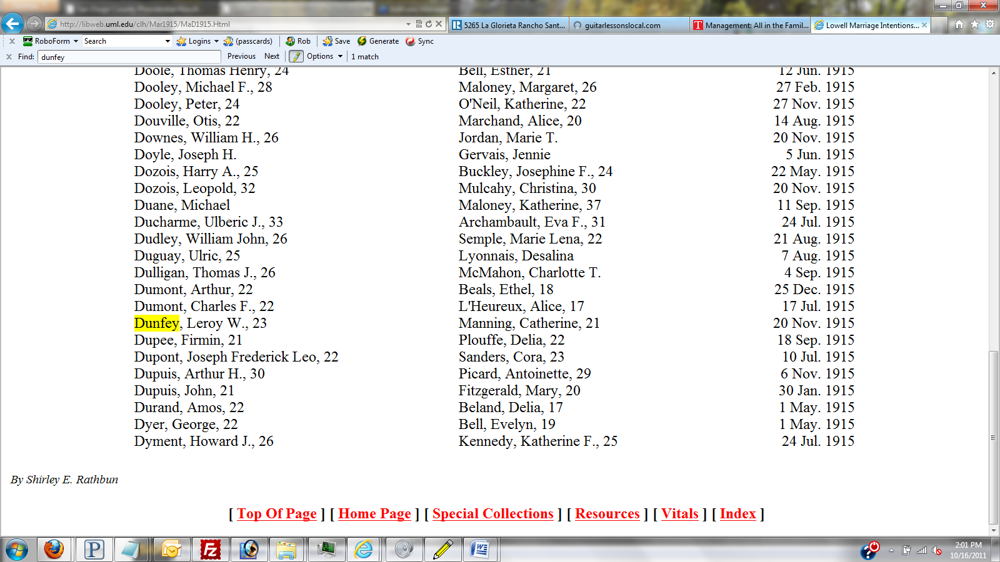 http://libweb.uml.edu/clh/Mar1915/MaD1915.Html
5265 La Glorieta Rancho Sant...
guitarlessonslocal.com
Management: All in the Famil...
Lowell Marriage Intentions...
RoboForm Search Logins (passcards) Rob Save Generate Sync
Find: dunfey Previous Next Options 1 match
Doole, Thomas Henry, 24 Bell, Esther, 21 12 Jun. 1915
Dooley, Michael F., 28 Maloney, Margaret, 26 27 Feb. 1915
Dooley, Peter, 24 O'Neil, Katherine, 22 27 Nov. 1915
Douville, Otis, 22 Marchand, Alice, 20 14 Aug. 1915
Downes, William H., 26 Jordan, Marie T. 20 Nov. 1915
Doyle, Joseph H. Gervais, Jennie 5 Jun. 1915
Dozois, Harry A., 25 Buckley, Josephine F., 24 22 May. 1915
Dozois, Leopold, 32 Mulcahy, Christina, 30 20 Nov. 1915
Duane, Michael Maloney, Katherine, 37 11 Sep. 1915
Ducharme, Ulberic J., 33 Archambault, Eva F., 31 24 Jul. 1915
Dudley, William John, 26 Semple, Marie Lena, 22 21 Aug. 1915
Duguay, Ulric, 25 Lyonnais, Desalina 7 Aug. 1915
Dulligan, Thomas J., 26 McMahon, Charlotte T. 4 Sep. 1915
Dumont, Arthur, 22 Beals, Ethel, 18 25 Dec. 1915
Dumont, Charles F., 22 L'Heureux, Alice, 17 17 Jul. 1915
Dunfey, Leroy W., 23 Manning, Catherine, 21 20 Nov. 1915
Dupee, Firmin, 21 Plouffe, Delia, 22 18 Sep. 1915
Dupont, Joseph Frederick Leo, 22 Sanders, Cora, 23 10 Jul. 1915
Dupuis, Arthur H., 30 Picard, Antoinette, 29 6 Nov. 1915
Dupuis, John, 21 Fitzgerald, Mary, 20 30 Jan. 1915
Durand, Amos, 22 Beland, Delia, 17 1 May. 1915
Dyer, George, 22 Bell, Evelyn, 19 1 May. 1915
Dyment, Howard J., 26 Kennedy, Katherine F., 25 24 Jul. 1915
By Shirley E. Rathbun
[ Top Of Page ] [ Home Page ] [ Special Collections ] [ Resources ] [ Vitals ] [ Index ]
2:01 PM
10/16/2011